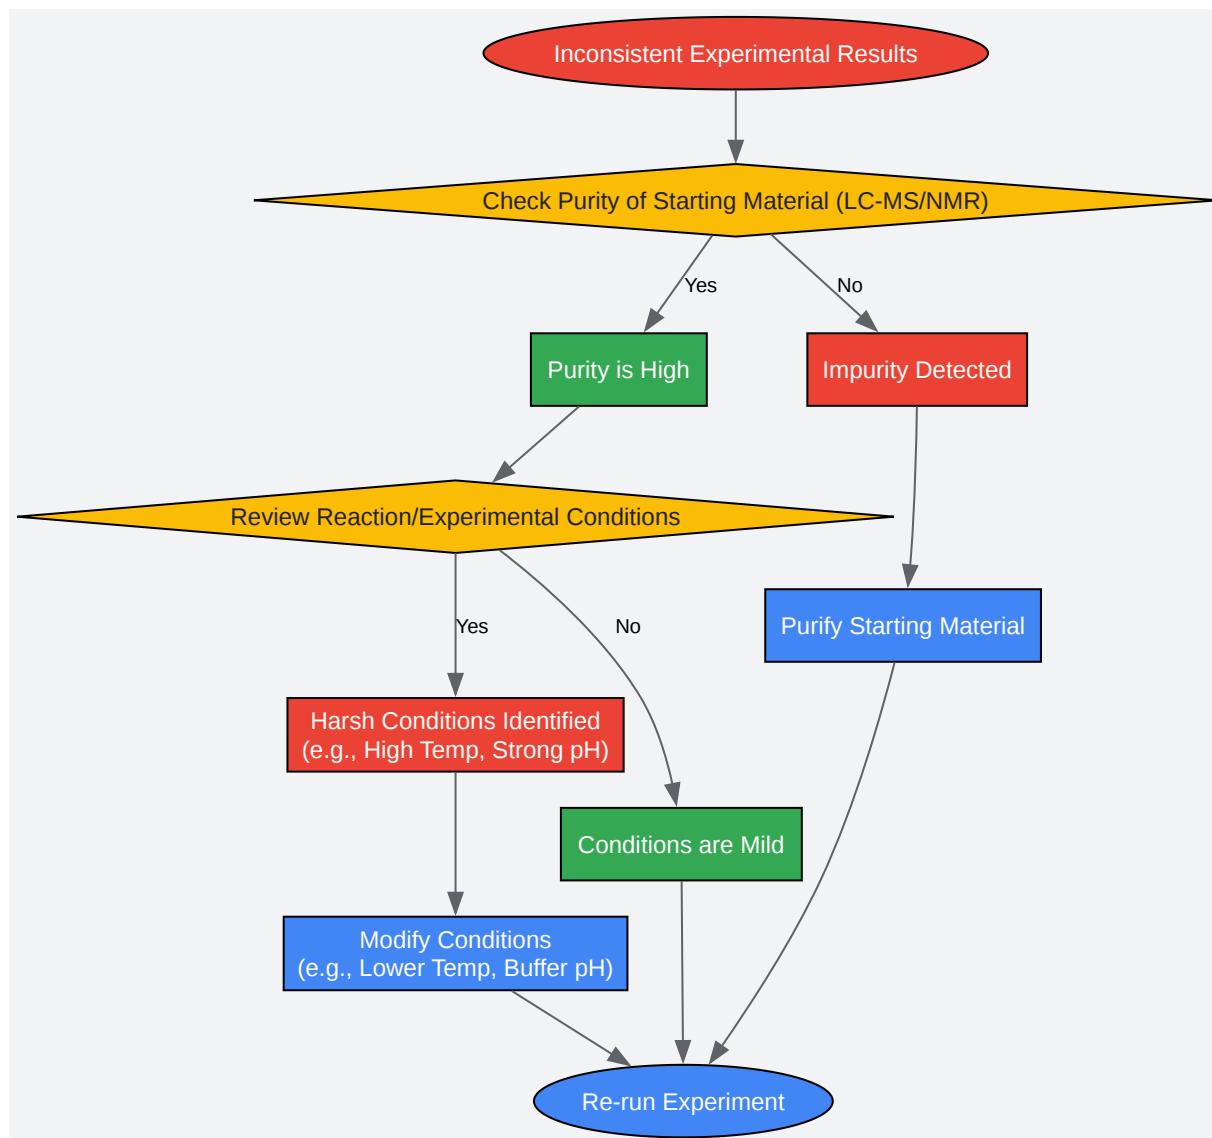 Inconsistent Experimental Results
Check Purity of Starting Material (LC-MS/NMR)
Yes
No
Purity is High
Impurity Detected
Review Reaction/Experimental Conditions
Yes
No
Purify Starting Material
Harsh Conditions Identified
(e.g., High Temp, Strong pH)
Conditions are Mild
Modify Conditions
(e.g., Lower Temp, Buffer pH)
Re-run Experiment